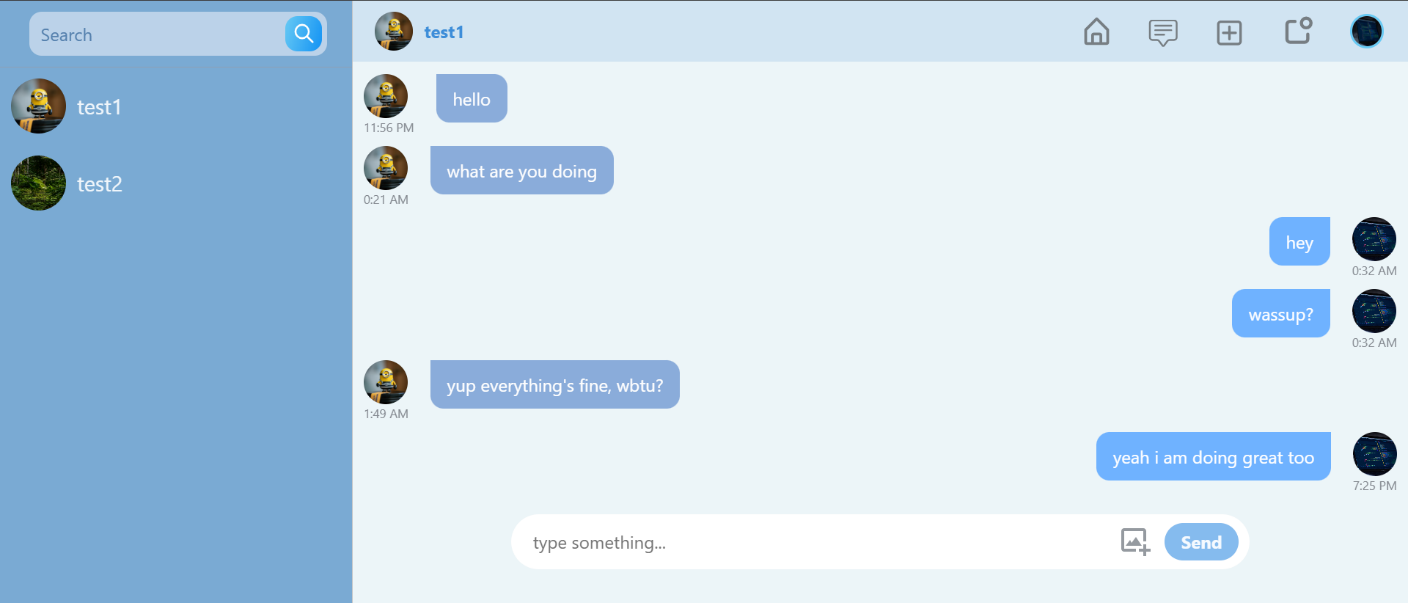 Search
test1
test2
test1
hello
11:56 PM
what are you doing
0:21 AM
hey
0:32 AM
wassup?
0:32 AM
yup everything's fine, wbtu?
1:49 AM
yeah i am doing great too
7:25 PM
type something...
Send